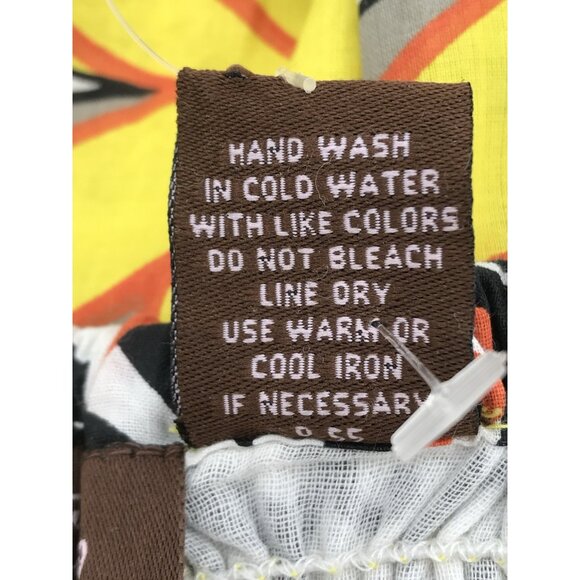 HAND WASH
IN COLD WATER
WITH LIKE COLORS
DO NOT BLEACH
LINE DRY
USE WARM OR
COOL IRON
IF NECESSARY